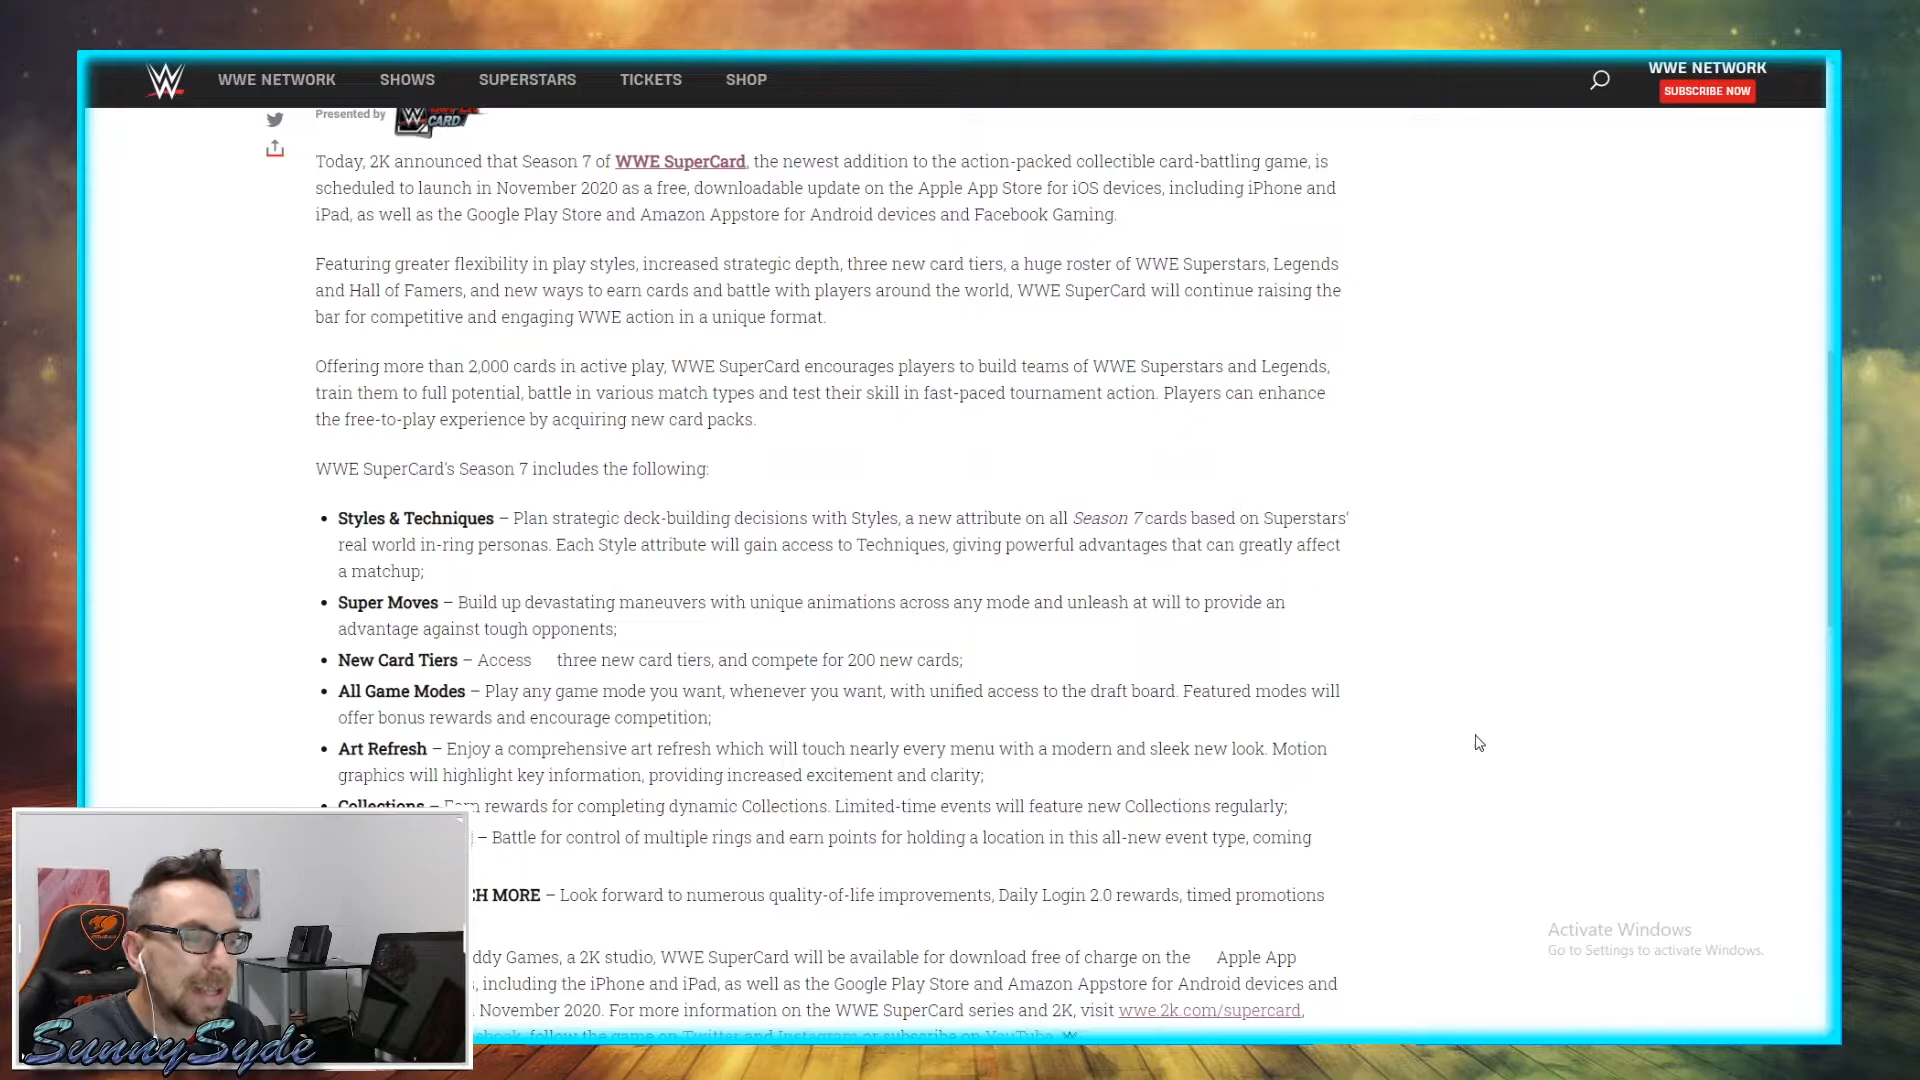 WWE NETWORK SHOWS SUPERSTARS TICKETS SHOP
WWE NETWORK
SUBSCRIBE NOW
Presented by
CARD
Today, 2K announced that Season 7 of WWE SuperCard, the newest addition to the action-packed collectible card-battling game, is
scheduled to launch in November 2020 as a free, downloadable update on the Apple App Store for iOS devices, including iPhone and
iPad, as well as the Google Play Store and Amazon Appstore for Android devices and Facebook Gaming.
Featuring greater flexibility in play styles, increased strategic depth, three new card tiers, a huge roster of WWE Superstars, Legends
and Hall of Famers, and new ways to earn cards and battle with players around the world, WWE SuperCard will continue raising the
bar for competitive and engaging WWE action in a unique format.
Offering more than 2,000 cards in active play, WWE SuperCard encourages players to build teams of WWE Superstars and Legends,
train them to full potential, battle in various match types and test their skill in fast-paced tournament action. Players can enhance
the free-to-play experience by acquiring new card packs.
WWE SuperCard's Season 7 includes the following:
• Styles & Techniques – Plan strategic deck-building decisions with Styles, a new attribute on all Season 7 cards based on Superstars'
real world in-ring personas. Each Style attribute will gain access to Techniques, giving powerful advantages that can greatly affect
a matchup;
• Super Moves – Build up devastating maneuvers with unique animations across any mode and unleash at will to provide an
advantage against tough opponents;
• New Card Tiers – Access three new card tiers, and compete for 200 new cards;
• All Game Modes – Play any game mode you want, whenever you want, with unified access to the draft board. Featured modes will
offer bonus rewards and encourage competition;
• Art Refresh – Enjoy a comprehensive art refresh which will touch nearly every menu with a modern and sleek new look. Motion
graphics will highlight key information, providing increased excitement and clarity;
• Collections – Earn rewards for completing dynamic Collections. Limited-time events will feature new Collections regularly;
– Battle for control of multiple rings and earn points for holding a location in this all-new event type, coming
CH MORE – Look forward to numerous quality-of-life improvements, Daily Login 2.0 rewards, timed promotions
ddy Games, a 2K studio, WWE SuperCard will be available for download free of charge on the Apple App
, including the iPhone and iPad, as well as the Google Play Store and Amazon Appstore for Android devices and
November 2020. For more information on the WWE SuperCard series and 2K, visit wwe.2k.com/supercard,
follow the game on Twitter and Instagram or subscribe on YouTube.
Activate Windows
Go to Settings to activate Windows.
SunnySyde